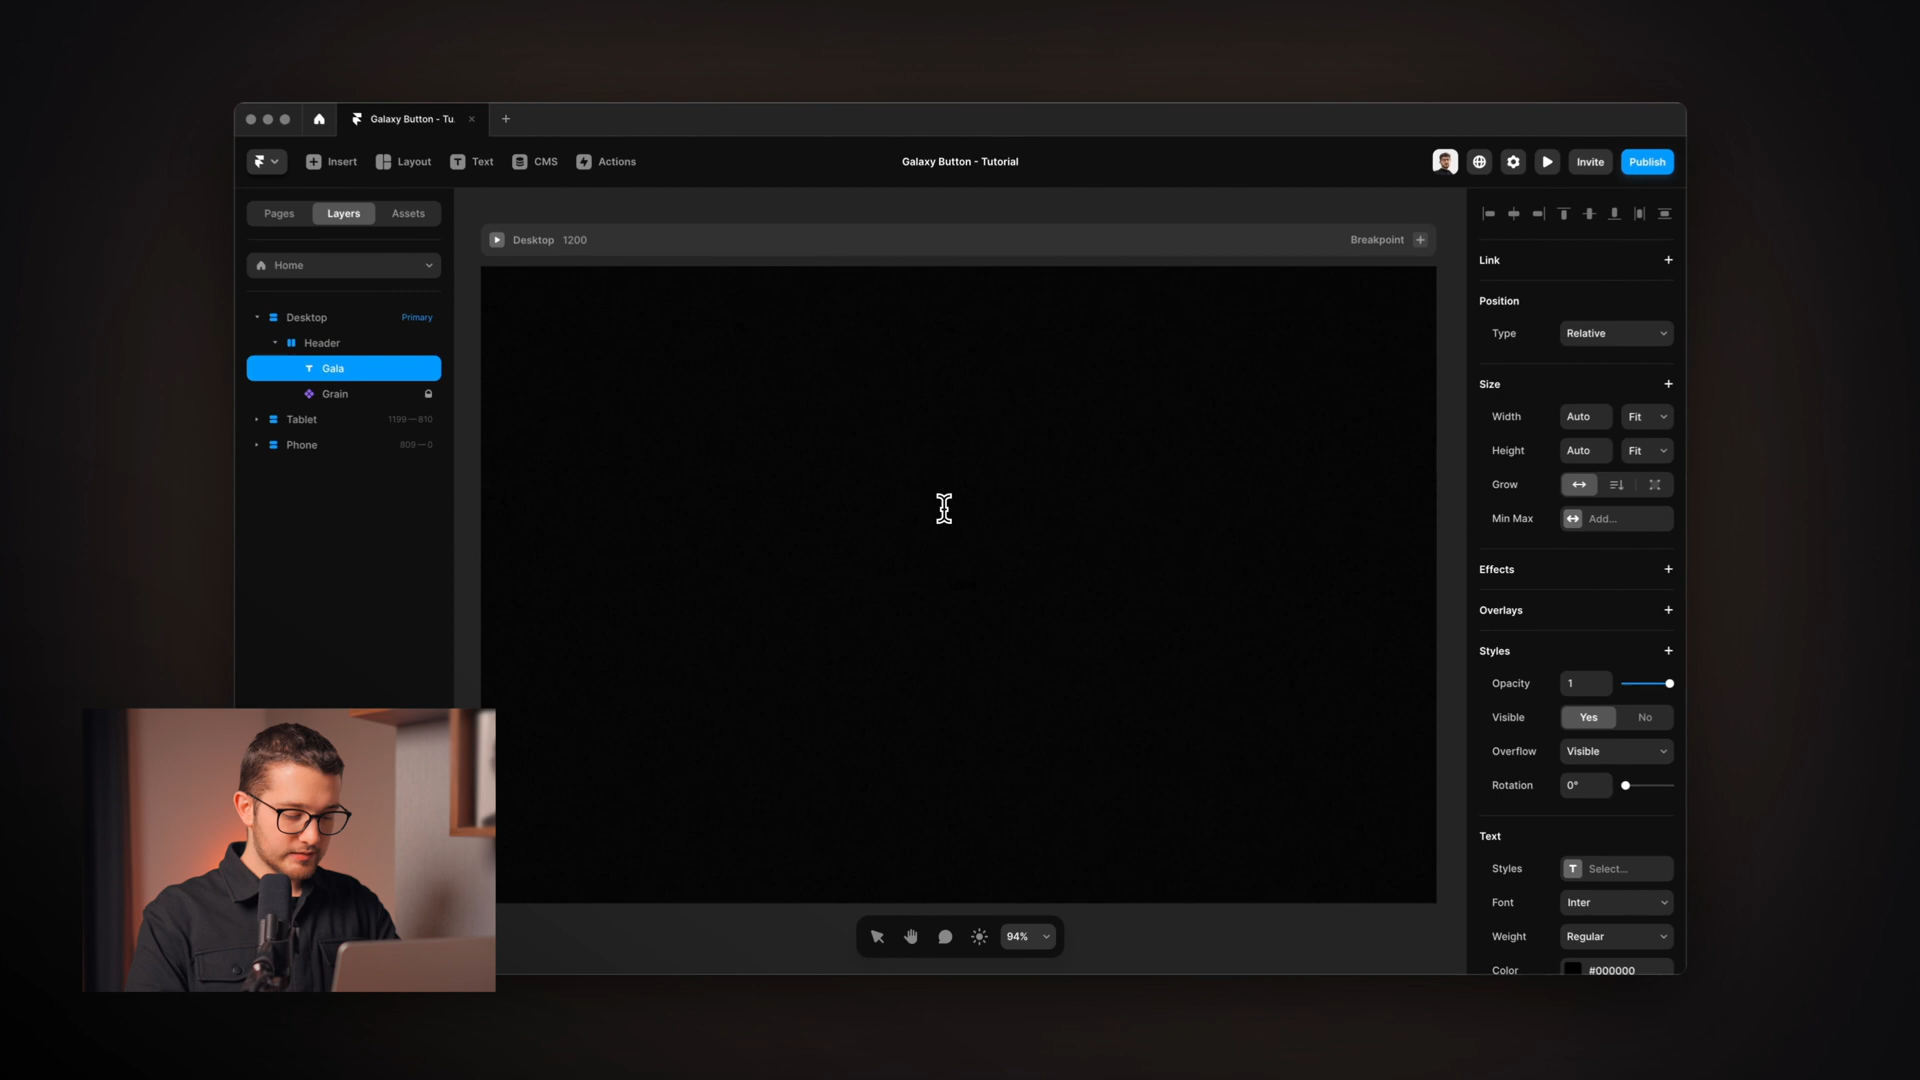 Galaxy Button - Tu
Insert
Layout
Text
CMS
Actions
Galaxy Button - Tutorial
Invite
Publish
Pages
Layers
Assets
Home
Desktop
Primary
Header
Gala
Grain
Tablet
1199—810
Phone
809—0
Desktop 1200
Breakpoint
Link
Position
Type
Relative
Size
Width
Auto
Fit
Height
Auto
Fit
Grow
Min Max
Add...
Effects
Overlays
Styles
Opacity
1
Visible
Yes
No
Overflow
Visible
Rotation
0°
Text
Styles
Select...
Font
Inter
Weight
Regular
Color
#000000
94%